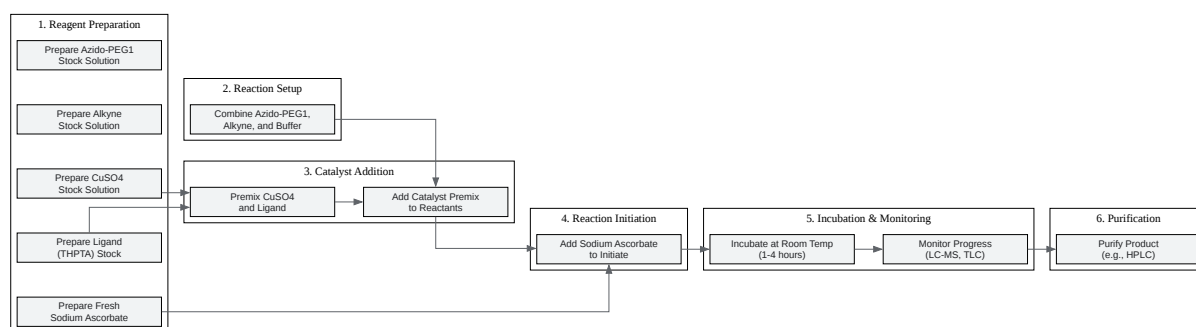 1. Reagent Preparation
Prepare Azido-PEG1
Stock Solution
Prepare Alkyne
Stock Solution
Prepare CuSO4
Stock Solution
Prepare Ligand
(THPTA) Stock
Prepare Fresh
Sodium Ascorbate
2. Reaction Setup
Combine Azido-PEG1,
Alkyne, and Buffer
3. Catalyst Addition
Premix CuSO4
and Ligand
Add Catalyst Premix
to Reactants
4. Reaction Initiation
Add Sodium Ascorbate
to Initiate
5. Incubation & Monitoring
Incubate at Room Temp
(1-4 hours)
Monitor Progress
(LC-MS, TLC)
6. Purification
Purify Product
(e.g., HPLC)